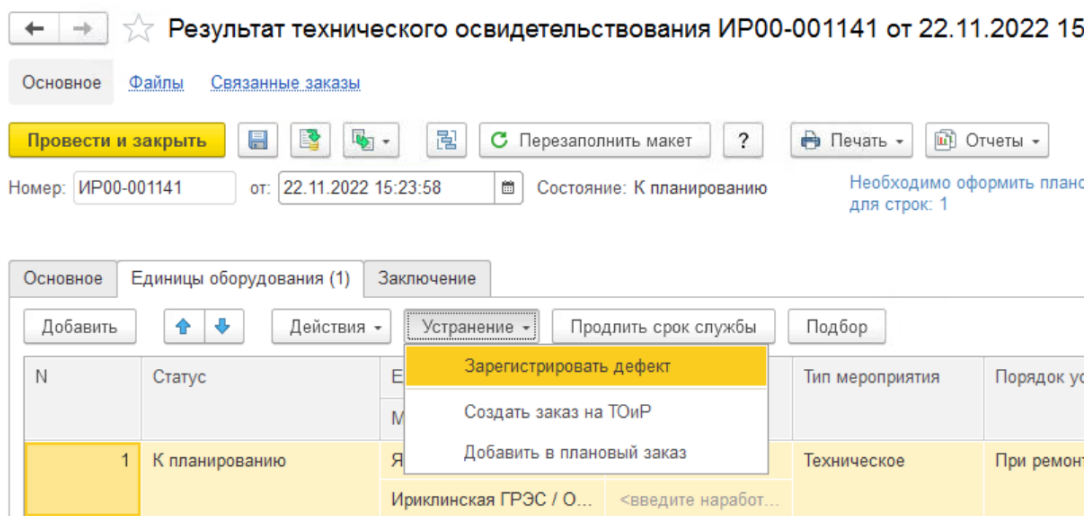 Результат технического освидетельствования ИР00-001141 от 22.11.2022 15
Основное Файлы Связанные заказы
Провести и закрыть Перезаполнить макет ? Печать Отчеты
Номер: ИР00-001141 от: 22.11.2022 15:23:58 Состояние: К планированию Необходимо оформить
для строк: 1
Основное Единицы оборудования (1) Заключение
Добавить Действия Устранение Продлить срок службы Подбор
Зарегистрировать дефект
N Статус Тип мероприятия Порядок
Создать заказ на ТОиР
Добавить в плановый заказ
1 К планированию Техническое При
Ириклинская ГРЭС / О... <введите наработ...